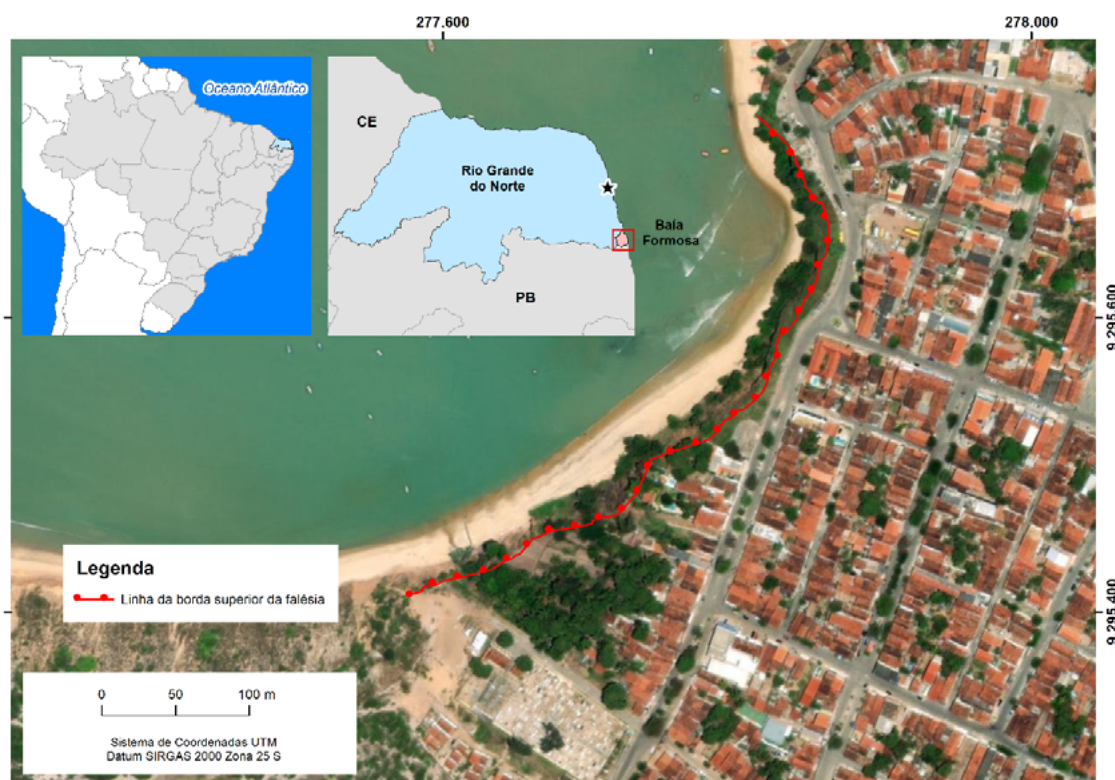 277.600
278.000
Oceano Atlântico
CE
Rio Grande
do Norte
Baía
Formosa
PB
9.295.600
9.295.400
Legenda
Linha da borda superior da falésia
0 50 100 m
Sistema de Coordenadas UTM
Datum SIRGAS 2000 Zona 25 S